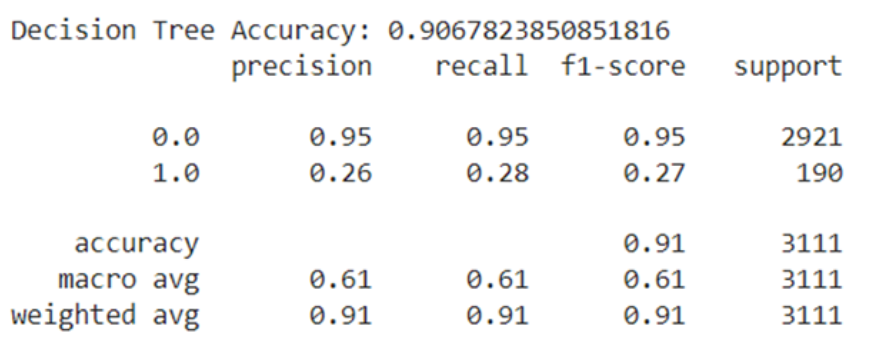 Decision Tree Accuracy: 0.9067823850851816
precision recall f1-score support
0.0 0.95 0.95 0.95 2921
1.0 0.26 0.28 0.27 190
accuracy 0.91 3111
macro avg 0.61 0.61 0.61 3111
weighted avg 0.91 0.91 0.91 3111